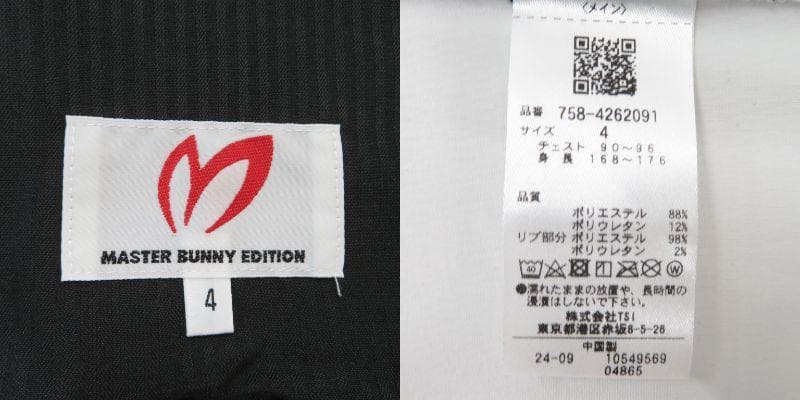 MASTER BUNNY EDITION
4
〈メイン〉
品番 758-4262091
サイズ 4
チェスト 90～96
身長 168～176
品質
ポリエステル 88%
ポリウレタン 12%
リブ部分 ポリエステル 98%
ポリウレタン 2%
40 W
●濡れたままの放置や、長時間の
浸漬はしないで下さい。
株式会社TSI
東京都港区赤坂8-5-26
中国製
24-09 10549569
04865